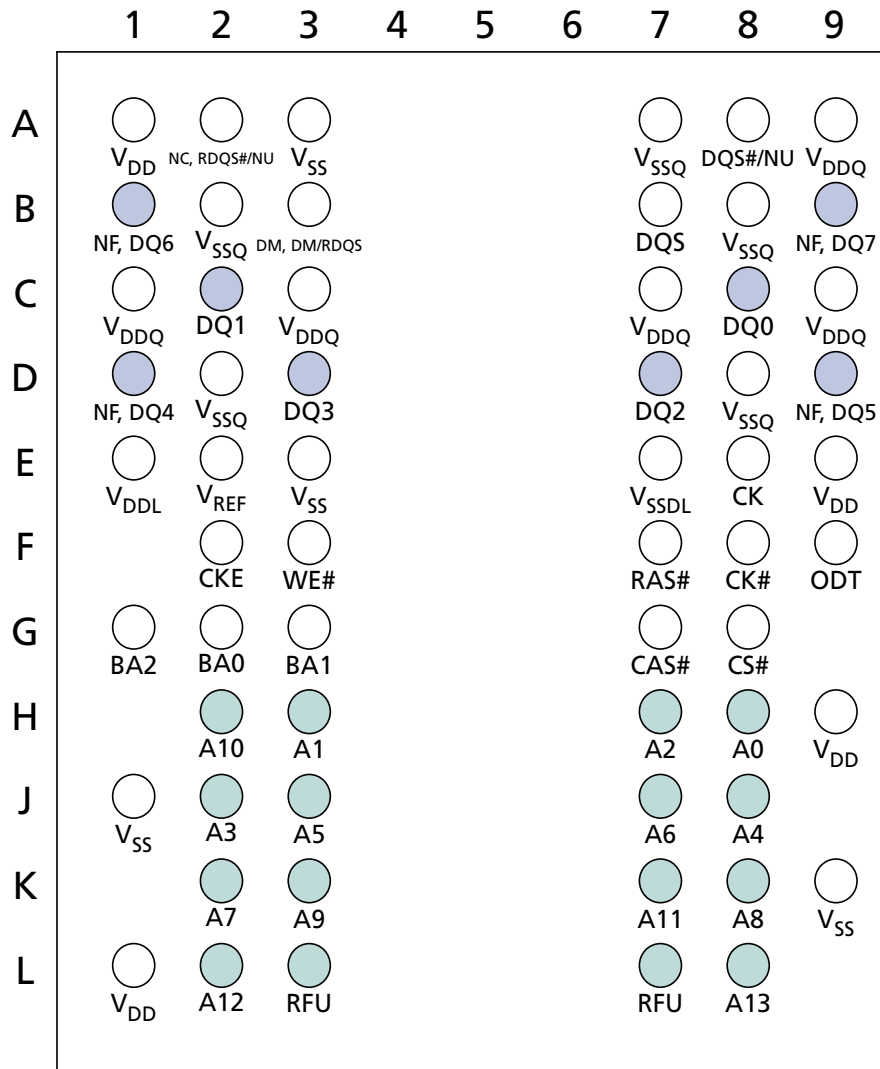 1 2 3 4 5 6 7 8 9
A
VDD NC, RDQS#/NU VSS VSSQ DQS#/NU VDDQ
B
NF, DQ6 VSSQ DM, DM/RDQS DQS VSSQ NF, DQ7
C
VDDQ DQ1 VDDQ VDDQ DQ0 VDDQ
D
NF, DQ4 VSSQ DQ3 DQ2 VSSQ NF, DQ5
E
VDDL VREF VSS VSSDL CK VDD
F
CKE WE# RAS# CK# ODT
G
BA2 BA0 BA1 CAS# CS#
H
A10 A1 A2 A0 VDD
J
VSS A3 A5 A6 A4
K
A7 A9 A11 A8 VSS
L
VDD A12 RFU RFU A13